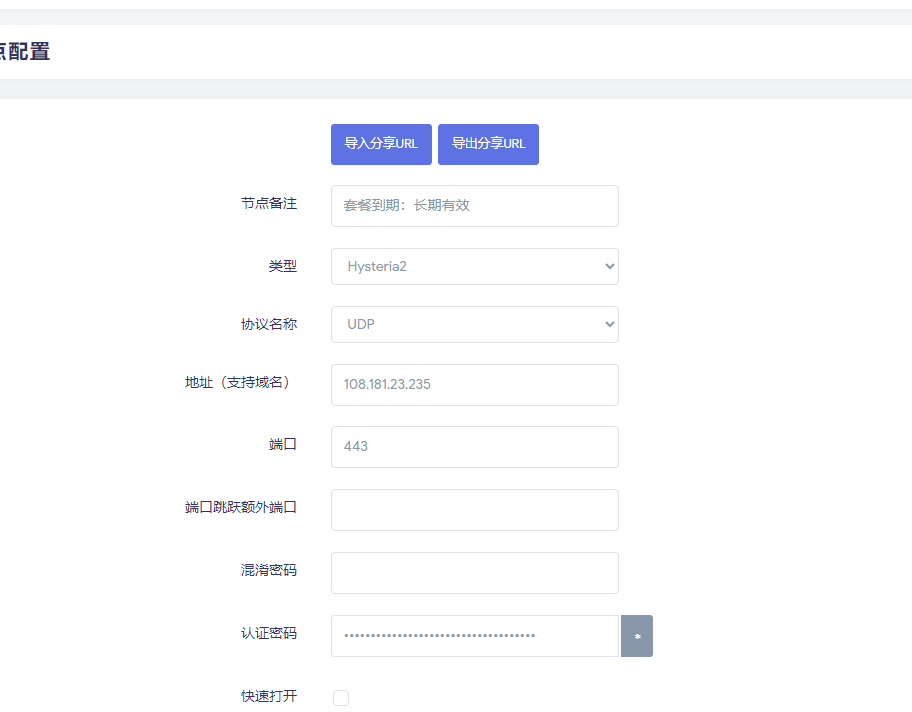 点配置
导入分享URL 导出分享URL
节点备注 套餐到期：长期有效
类型 Hysteria2
协议名称 UDP
地址（支持域名） 108.181.23.235
端口 443
端口跳跃额外端口
混淆密码
认证密码 •••••••••••••••••••••••••••••••••••• *
快速打开